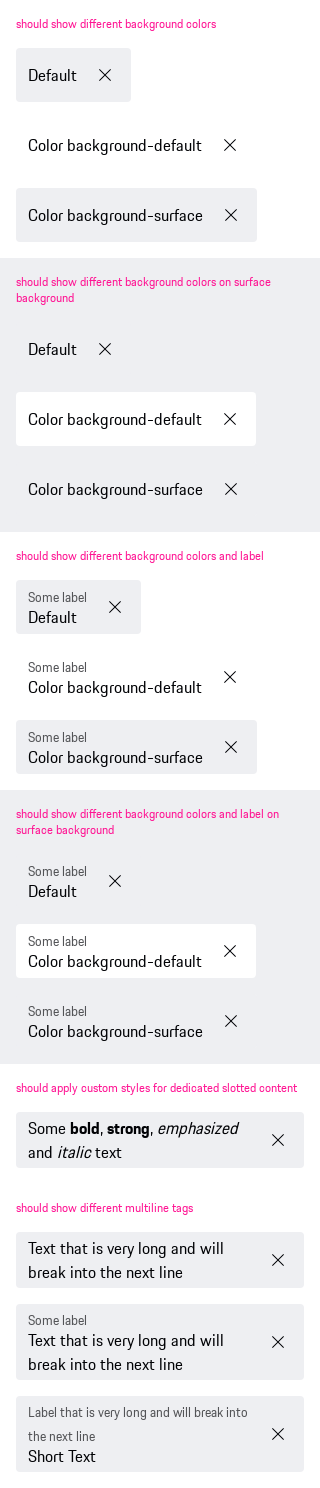 should show different background colors
Default
Color background-default
Color background-surface
should show different background colors on surface
background
Default
Color background-default
Color background-surface
should show different background colors and label
Some label
Default
Some label
Color background-default
Some label
Color background-surface
should show different background colors and label on
surface background
Some label
Default
Some label
Color background-default
Some label
Color background-surface
should apply custom styles for dedicated slotted content
Some bold, strong, emphasized
and italic text
should show different multiline tags
Text that is very long and will
break into the next line
Some label
Text that is very long and will
break into the next line
Label that is very long and will break into
the next line
Short Text